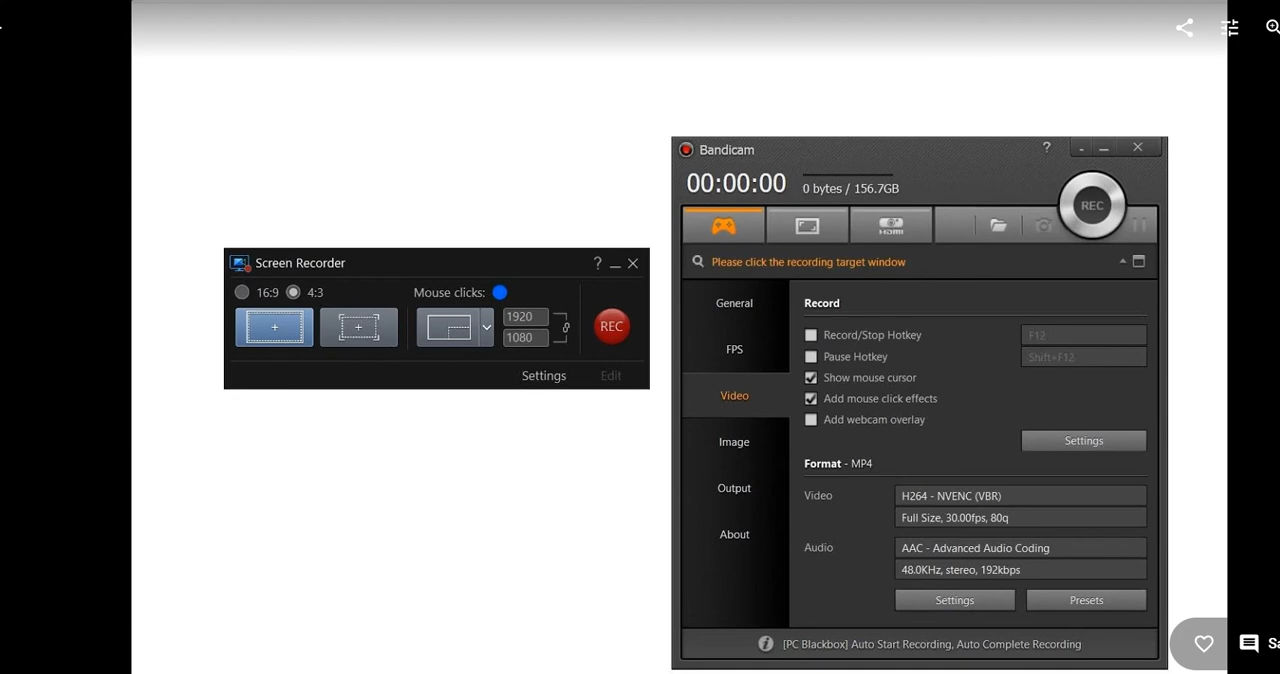 Screen Recorder
?
16:9
4:3
Mouse clicks:
1920
1080
REC
Settings
Edit
Bandicam
?
00:00:00
0 bytes / 156.7GB
REC
HDMI
Please click the recording target window
General
FPS
Video
Image
Output
About
Record
Record/Stop Hotkey
F12
Pause Hotkey
Shift+F12
Show mouse cursor
Add mouse click effects
Add webcam overlay
Settings
Format - MP4
Video
H264 - NVENC (VBR)
Full Size, 30.00fps, 80q
Audio
AAC - Advanced Audio Coding
48.0KHz, stereo, 192kbps
Settings
Presets
[PC Blackbox] Auto Start Recording, Auto Complete Recording
Sa